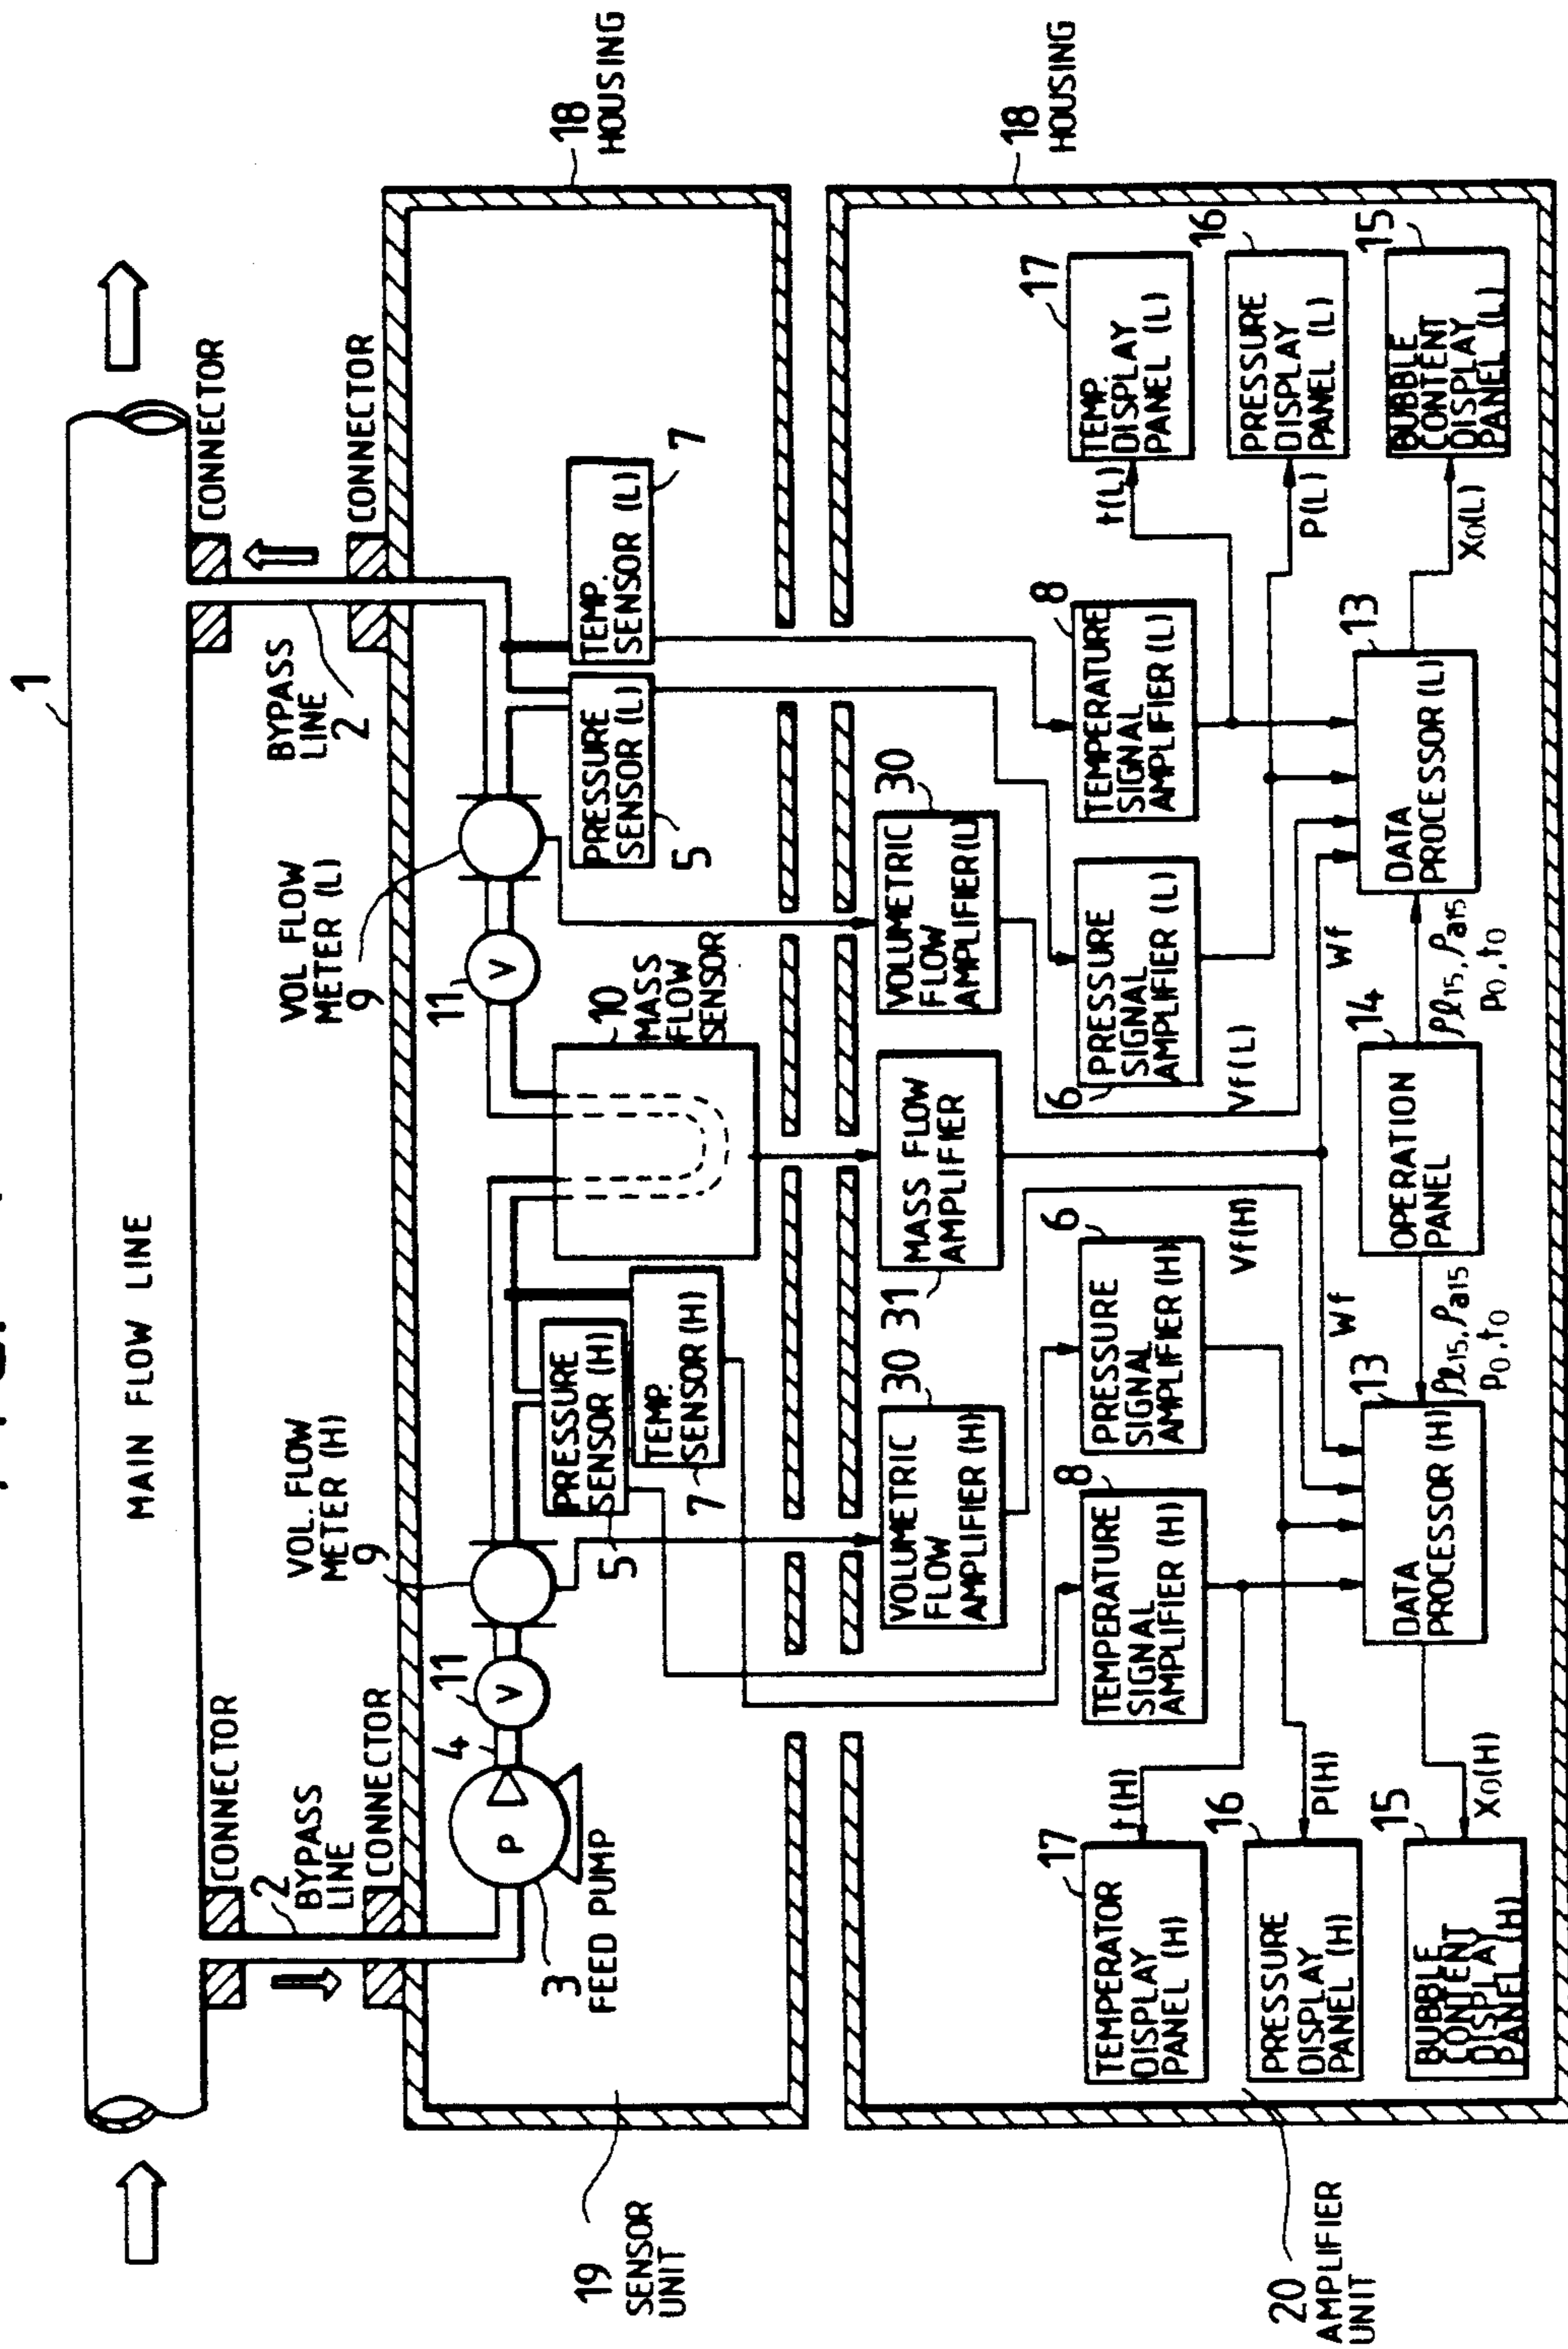 1
MAIN FLOW LINE
CONNECTOR
CONNECTOR
2
BYPASS
LINE
CONNECTOR
CONNECTOR
BYPASS
LINE
2
18
HOUSING
3
FEED PUMP
P
4
11
V
VOL. FLOW
METER (H)
9
PRESSURE
SENSOR (H)
5
TEMP.
SENSOR (H)
7
10
MASS
FLOW
SENSOR
11
V
VOL FLOW
METER (L)
9
PRESSURE
SENSOR (L)
5
TEMP.
SENSOR (L)
7
19
SENSOR
UNIT
18
HOUSING
VOLUMETRIC
FLOW
AMPLIFIER (H)
30
31
MASS FLOW
AMPLIFIER
VOLUMETRIC
FLOW
AMPLIFIER(L)
30
17
TEMPERATOR
DISPLAY
PANEL (H)
t(H)
TEMPERATURE
SIGNAL
AMPLIFIER (H)
8
PRESSURE
SIGNAL
AMPLIFIER (H)
6
PRESSURE
SIGNAL
AMPLIFIER (L)
6
TEMPERATURE
SIGNAL
AMPLIFIER (L)
8
t(L)
TEMP.
DISPLAY
PANEL (L)
17
16
PRESSURE
DISPLAY
PANEL (H)
P(H)
Vf(H)
Vf(L)
P(L)
PRESSURE
DISPLAY
PANEL (L)
16
Wf
Wf
15
BUBBLE
CONTENT
DISPLAY
PANEL (H)
X0(H)
DATA
PROCESSOR (H)
13
ρℓ15, ρa15
P0, t0
OPERATION
PANEL
14
ρℓ15, ρa15
P0, t0
DATA
PROCESSOR (L)
13
X0(L)
BUBBLE
CONTENT
DISPLAY
PANEL (L)
15
20
AMPLIFIER
UNIT